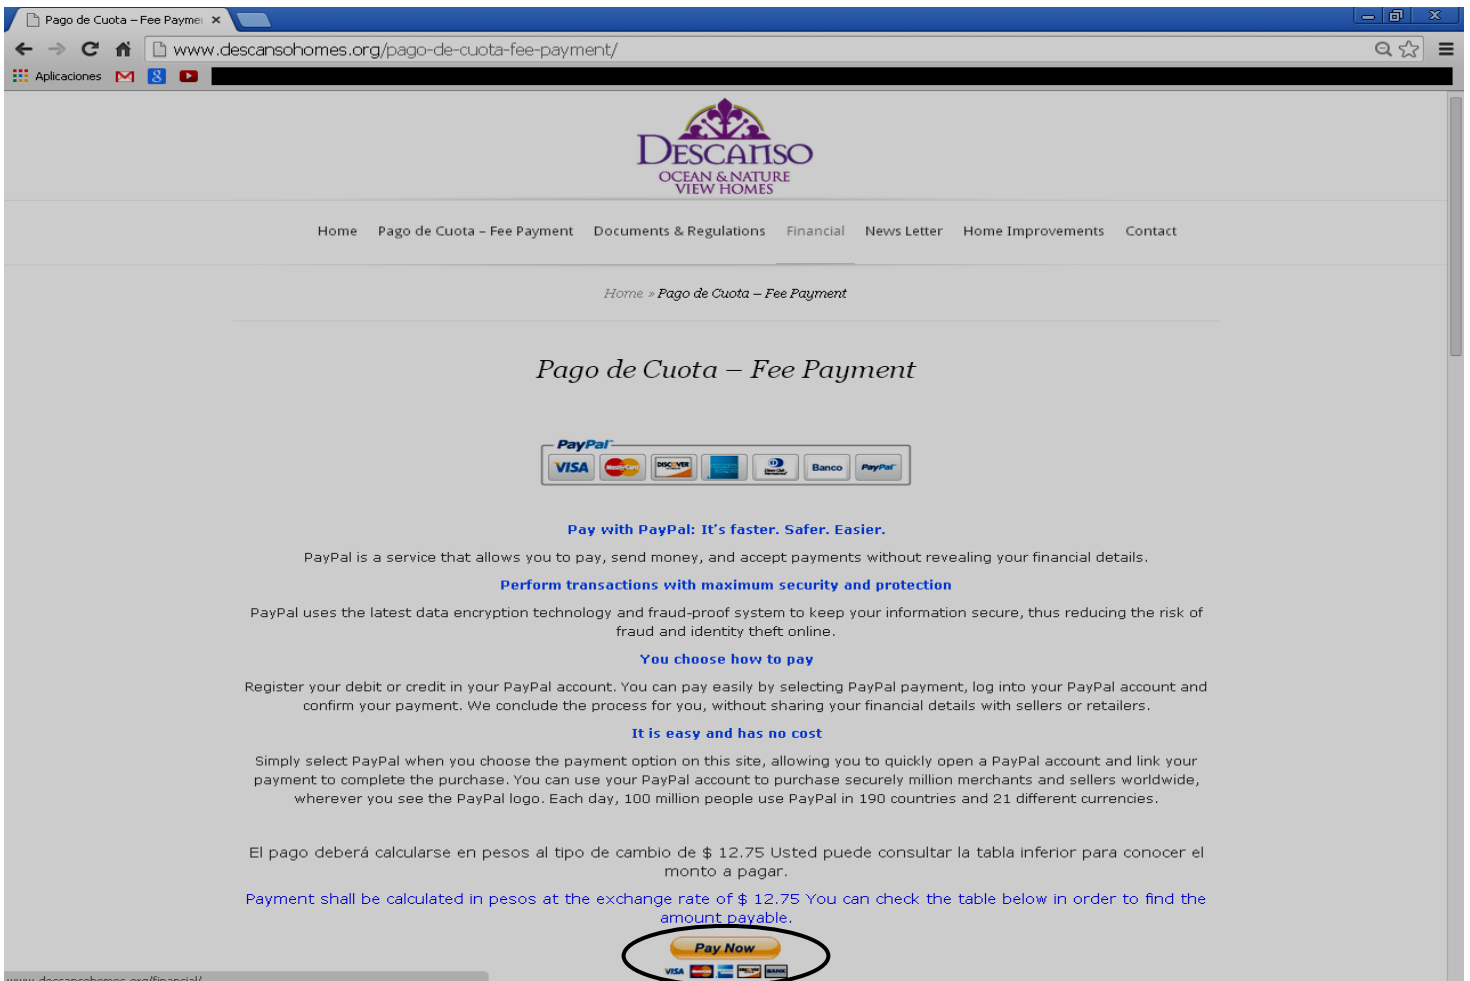 Pago de Cuota – Fee Paymen
www.descansohomes.org/pago-de-cuota-fee-payment/
Aplicaciones
DESCANSO
OCEAN & NATURE
VIEW HOMES
Home Pago de Cuota – Fee Payment Documents & Regulations Financial News Letter Home Improvements Contact
Home » Pago de Cuota – Fee Payment
Pago de Cuota – Fee Payment
PayPal
VISA MasterCard DISCOVER Banco PayPal
Pay with PayPal: It's faster. Safer. Easier.
PayPal is a service that allows you to pay, send money, and accept payments without revealing your financial details.
Perform transactions with maximum security and protection
PayPal uses the latest data encryption technology and fraud-proof system to keep your information secure, thus reducing the risk of
fraud and identity theft online.
You choose how to pay
Register your debit or credit in your PayPal account. You can pay easily by selecting PayPal payment, log into your PayPal account and
confirm your payment. We conclude the process for you, without sharing your financial details with sellers or retailers.
It is easy and has no cost
Simply select PayPal when you choose the payment option on this site, allowing you to quickly open a PayPal account and link your
payment to complete the purchase. You can use your PayPal account to purchase securely million merchants and sellers worldwide,
wherever you see the PayPal logo. Each day, 100 million people use PayPal in 190 countries and 21 different currencies.
El pago deberá calcularse en pesos al tipo de cambio de $ 12.75 Usted puede consultar la tabla inferior para conocer el
monto a pagar.
Payment shall be calculated in pesos at the exchange rate of $ 12.75 You can check the table below in order to find the
amount payable.
Pay Now
VISA BANK
www.descansohomes.org/financial/